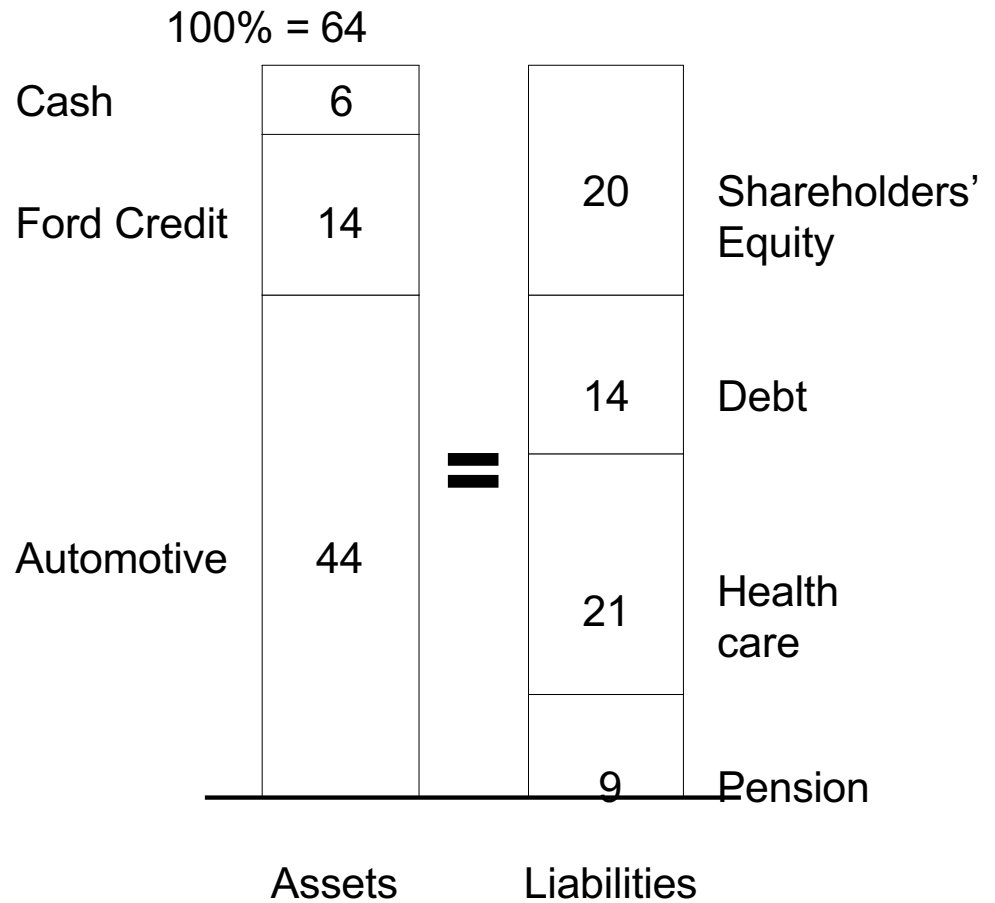 100% = 64
Cash
6
20
Shareholders’
Equity
Ford Credit
14
14
Debt
=
Automotive
44
21
Health
care
9
Pension
Assets
Liabilities